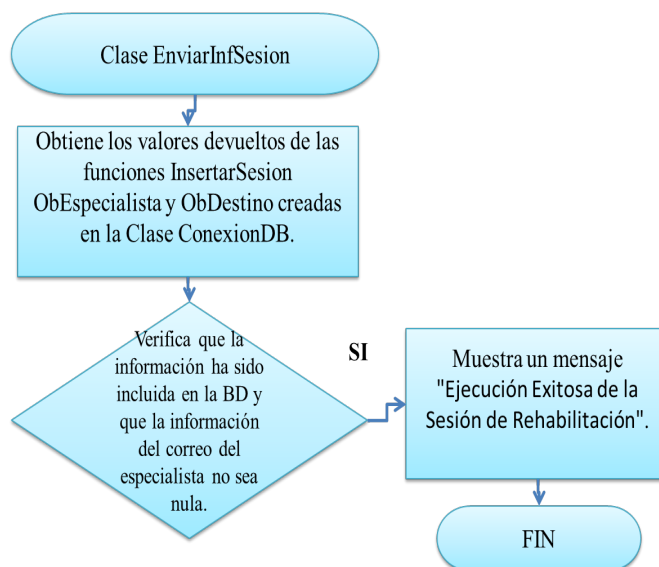 Clase EnviarInfSesion
Obtiene los valores devueltos de las
funciones InsertarSesion
ObEspecialista y ObDestino creadas
en la Clase ConexionDB.
Verifica que la
información ha sido
incluida en la BD y
que la información
del correo del
especialista no sea
nula.
SI
Muestra un mensaje
"Ejecución Exitosa de la
Sesión de Rehabilitación".
FIN